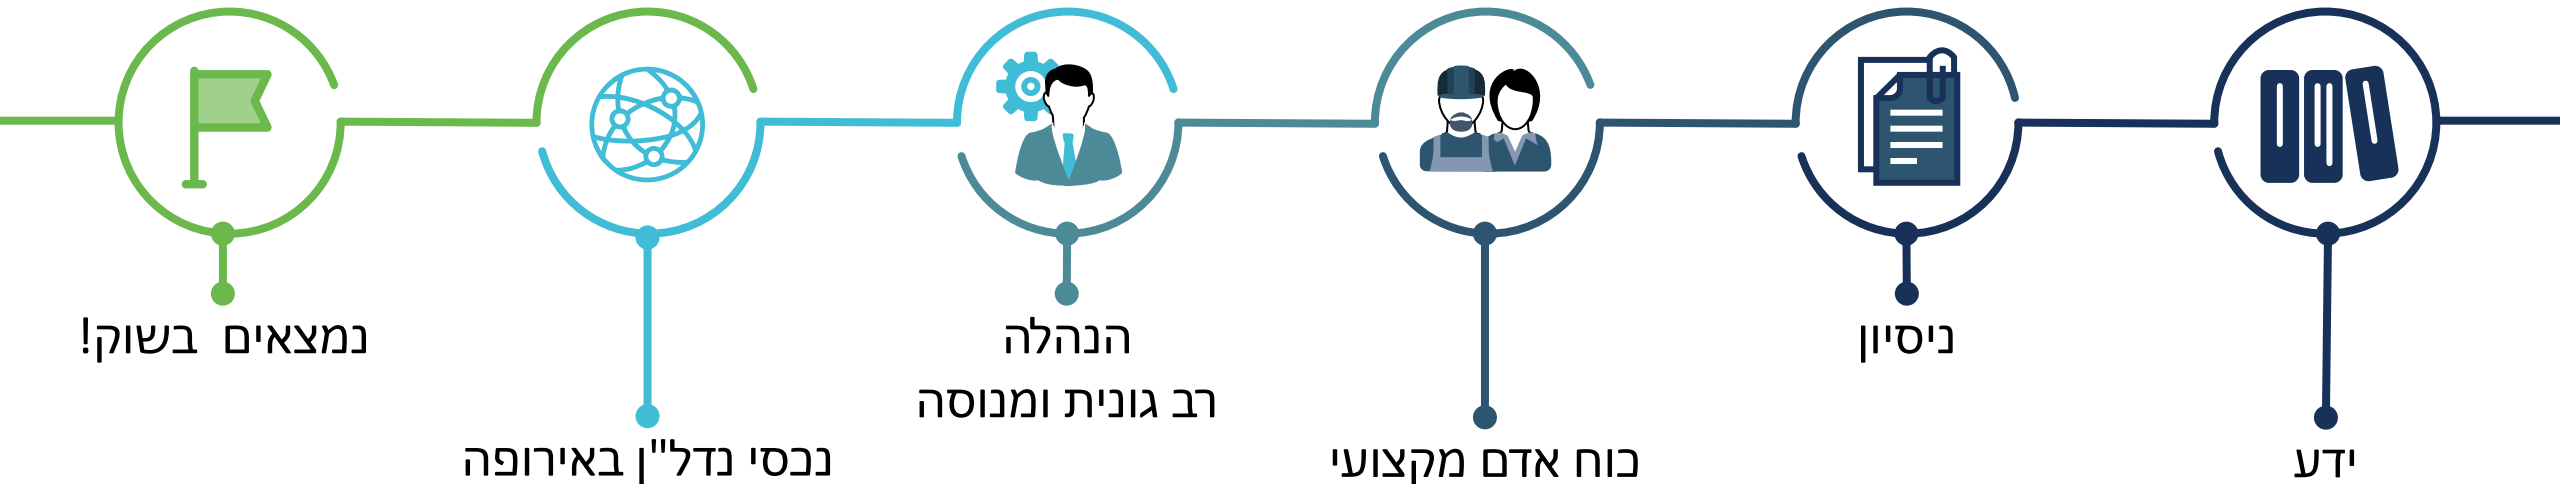 ידע
ניסיון
כוח אדם מקצועי
הנהלה
רב גונית ומנוסה
נכסי נדל"ן באירופה
נמצאים בשוק!